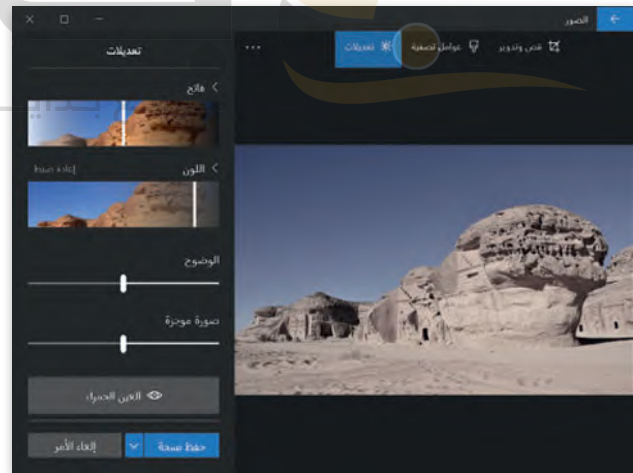 الصور
قص وتدوير
عوامل تصفية
تعديلات
...
تعديلات
فاتح
اللون
إعادة ضبط
الوضوح
صورة موجزة
العين الحمراء
حفظ نسخة
إلغاء الأمر